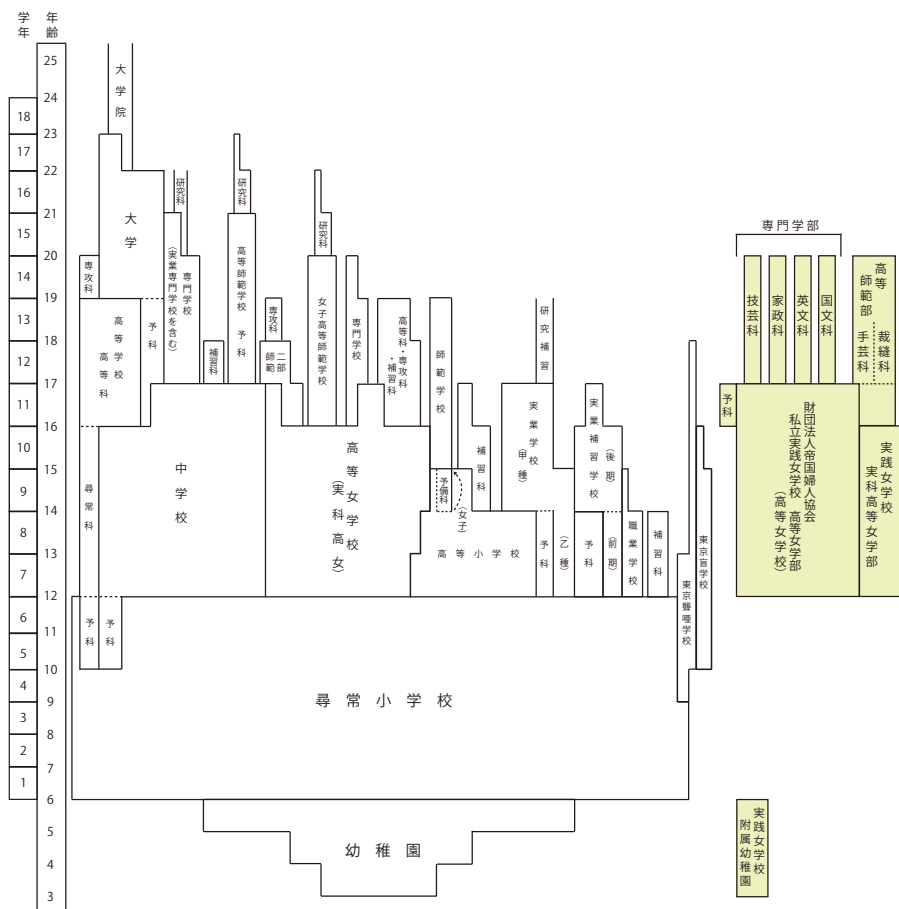 学年
年齢
25
24
23
22
21
20
19
18
17
16
15
14
13
12
11
10
9
8
7
6
5
4
3
18
17
16
15
14
13
12
11
10
9
8
7
6
5
4
3
2
1
大学院
大学
研究科
専門学校
(実業専門学校を含む)
専攻科
高等学校
高等科
予科
尋常科
予科
予科
補習科
研究科
高等師範学校
予科
専攻科
二部
師範
研究科
女子高等師範学校
専門学校
高等科・専攻科
・補習科
師範学校
予備科
(女子)
補習科
研究補習
実業学校
(甲種)
予科
(乙種)
実業補習学校
(後期)
予科
(前期)
職業学校
補習科
東京聾唖学校
東京盲学校
中学校
高等女学校
(実科高女)
高等小学校
尋常小学校
幼稚園
専門学部
技芸科
家政科
英文科
国文科
高等
師範部
手芸科
裁縫科
予科
財団法人帝国婦人協会
私立実践女学校 高等女学部
(高等女学校)
実践女学校
実科高等女学部
実践女学校
附属幼稚園